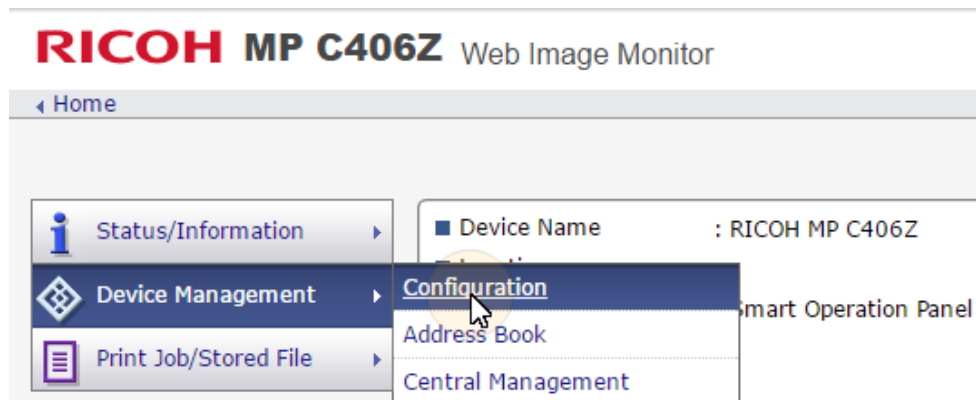 RICOH MP C406Z Web Image Monitor
Home
Status/Information
Device Name : RICOH MP C406Z
Device Management
Configuration
Smart Operation Panel
Address Book
Print Job/Stored File
Central Management